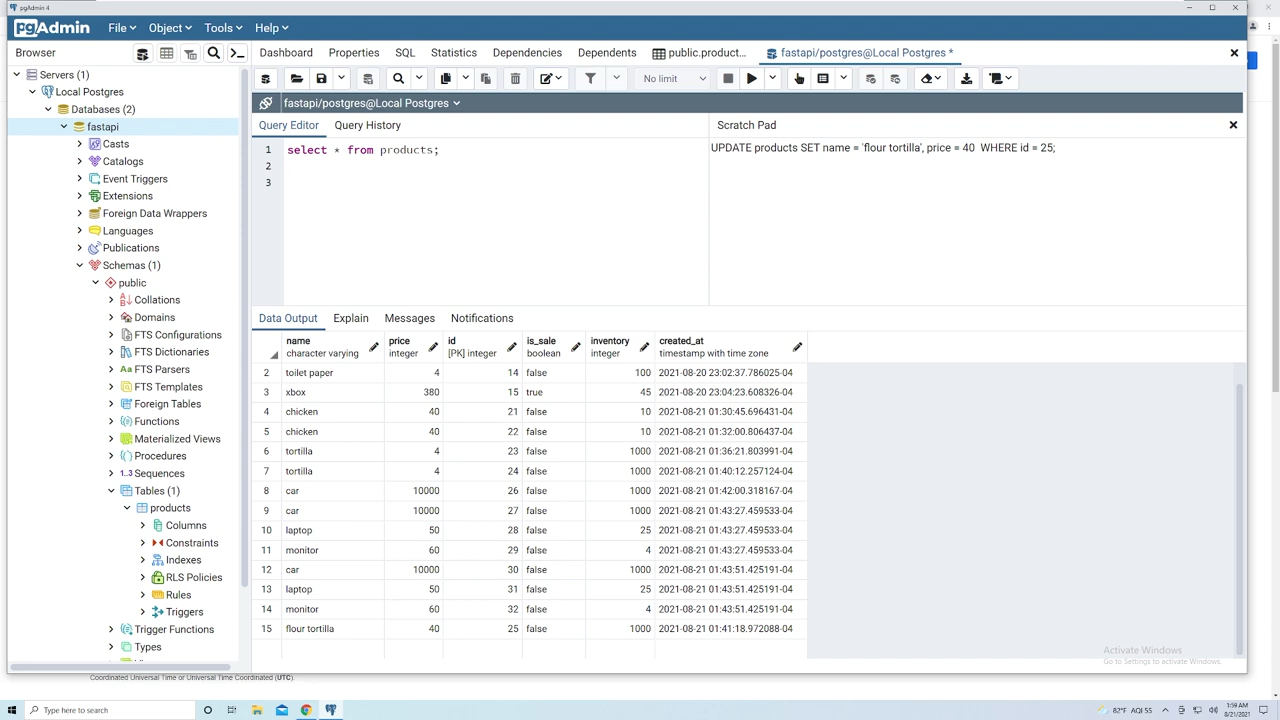 pgAdmin 4
pgAdmin File Object Tools Help
Browser Dashboard Properties SQL Statistics Dependencies Dependents public.product... fastapi/postgres@Local Postgres *
No limit
fastapi/postgres@Local Postgres
Query Editor Query History Scratch Pad
1 select * from products;
2
3
UPDATE products SET name = 'flour tortilla', price = 40 WHERE id = 25;
Servers (1)
Local Postgres
Databases (2)
fastapi
Casts
Catalogs
Event Triggers
Extensions
Foreign Data Wrappers
Languages
Publications
Schemas (1)
public
Collations
Domains
FTS Configurations
FTS Dictionaries
FTS Parsers
FTS Templates
Foreign Tables
Functions
Materialized Views
Procedures
1..3 Sequences
Tables (1)
products
Columns
Constraints
Indexes
RLS Policies
Rules
Triggers
Trigger Functions
Types
Data Output Explain Messages Notifications
name price id is_sale inventory created_at
character varying integer [PK] integer boolean integer timestamp with time zone
2 toilet paper 4 14 false 100 2021-08-20 23:02:37.786025-04
3 xbox 380 15 true 45 2021-08-20 23:04:23.608326-04
4 chicken 40 21 false 10 2021-08-21 01:30:45.696431-04
5 chicken 40 22 false 10 2021-08-21 01:32:00.806437-04
6 tortilla 4 23 false 1000 2021-08-21 01:36:21.803991-04
7 tortilla 4 24 false 1000 2021-08-21 01:40:12.257124-04
8 car 10000 26 false 1000 2021-08-21 01:42:00.318167-04
9 car 10000 27 false 1000 2021-08-21 01:43:27.459533-04
10 laptop 50 28 false 25 2021-08-21 01:43:27.459533-04
11 monitor 60 29 false 4 2021-08-21 01:43:27.459533-04
12 car 10000 30 false 1000 2021-08-21 01:43:51.425191-04
13 laptop 50 31 false 25 2021-08-21 01:43:51.425191-04
14 monitor 60 32 false 4 2021-08-21 01:43:51.425191-04
15 flour tortilla 40 25 false 1000 2021-08-21 01:41:18.972088-04
Activate Windows
Go to Settings to activate Windows.
Coordinated Universal Time or Universal Time Coordinated (UTC).
Type here to search
82°F AQI 55
1:59 AM
8/21/2021